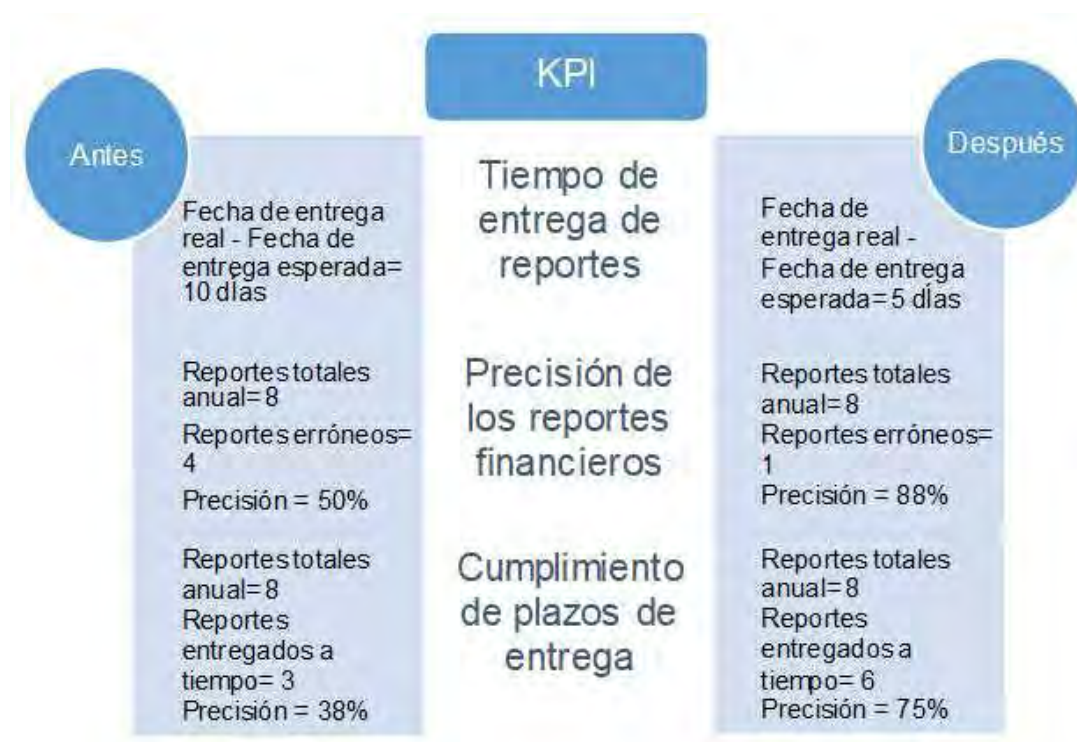 KPI
Antes
Después
Fecha de entrega
real - Fecha de
entrega esperada=
10 días
Tiempo de
entrega de
reportes
Fecha de
entrega real -
Fecha de entrega
esperada=5 días
Reportes totales
anual=8
Reportes erróneos=
4
Precisión = 50%
Precisión de
los reportes
financieros
Reportes totales
anual=8
Reportes erróneos=
1
Precisión = 88%
Reportes totales
anual=8
Reportes
entregados a
tiempo= 3
Precisión = 38%
Cumplimiento
de plazos de
entrega
Reportes totales
anual=8
Reportes
entregados a
tiempo= 6
Precisión = 75%